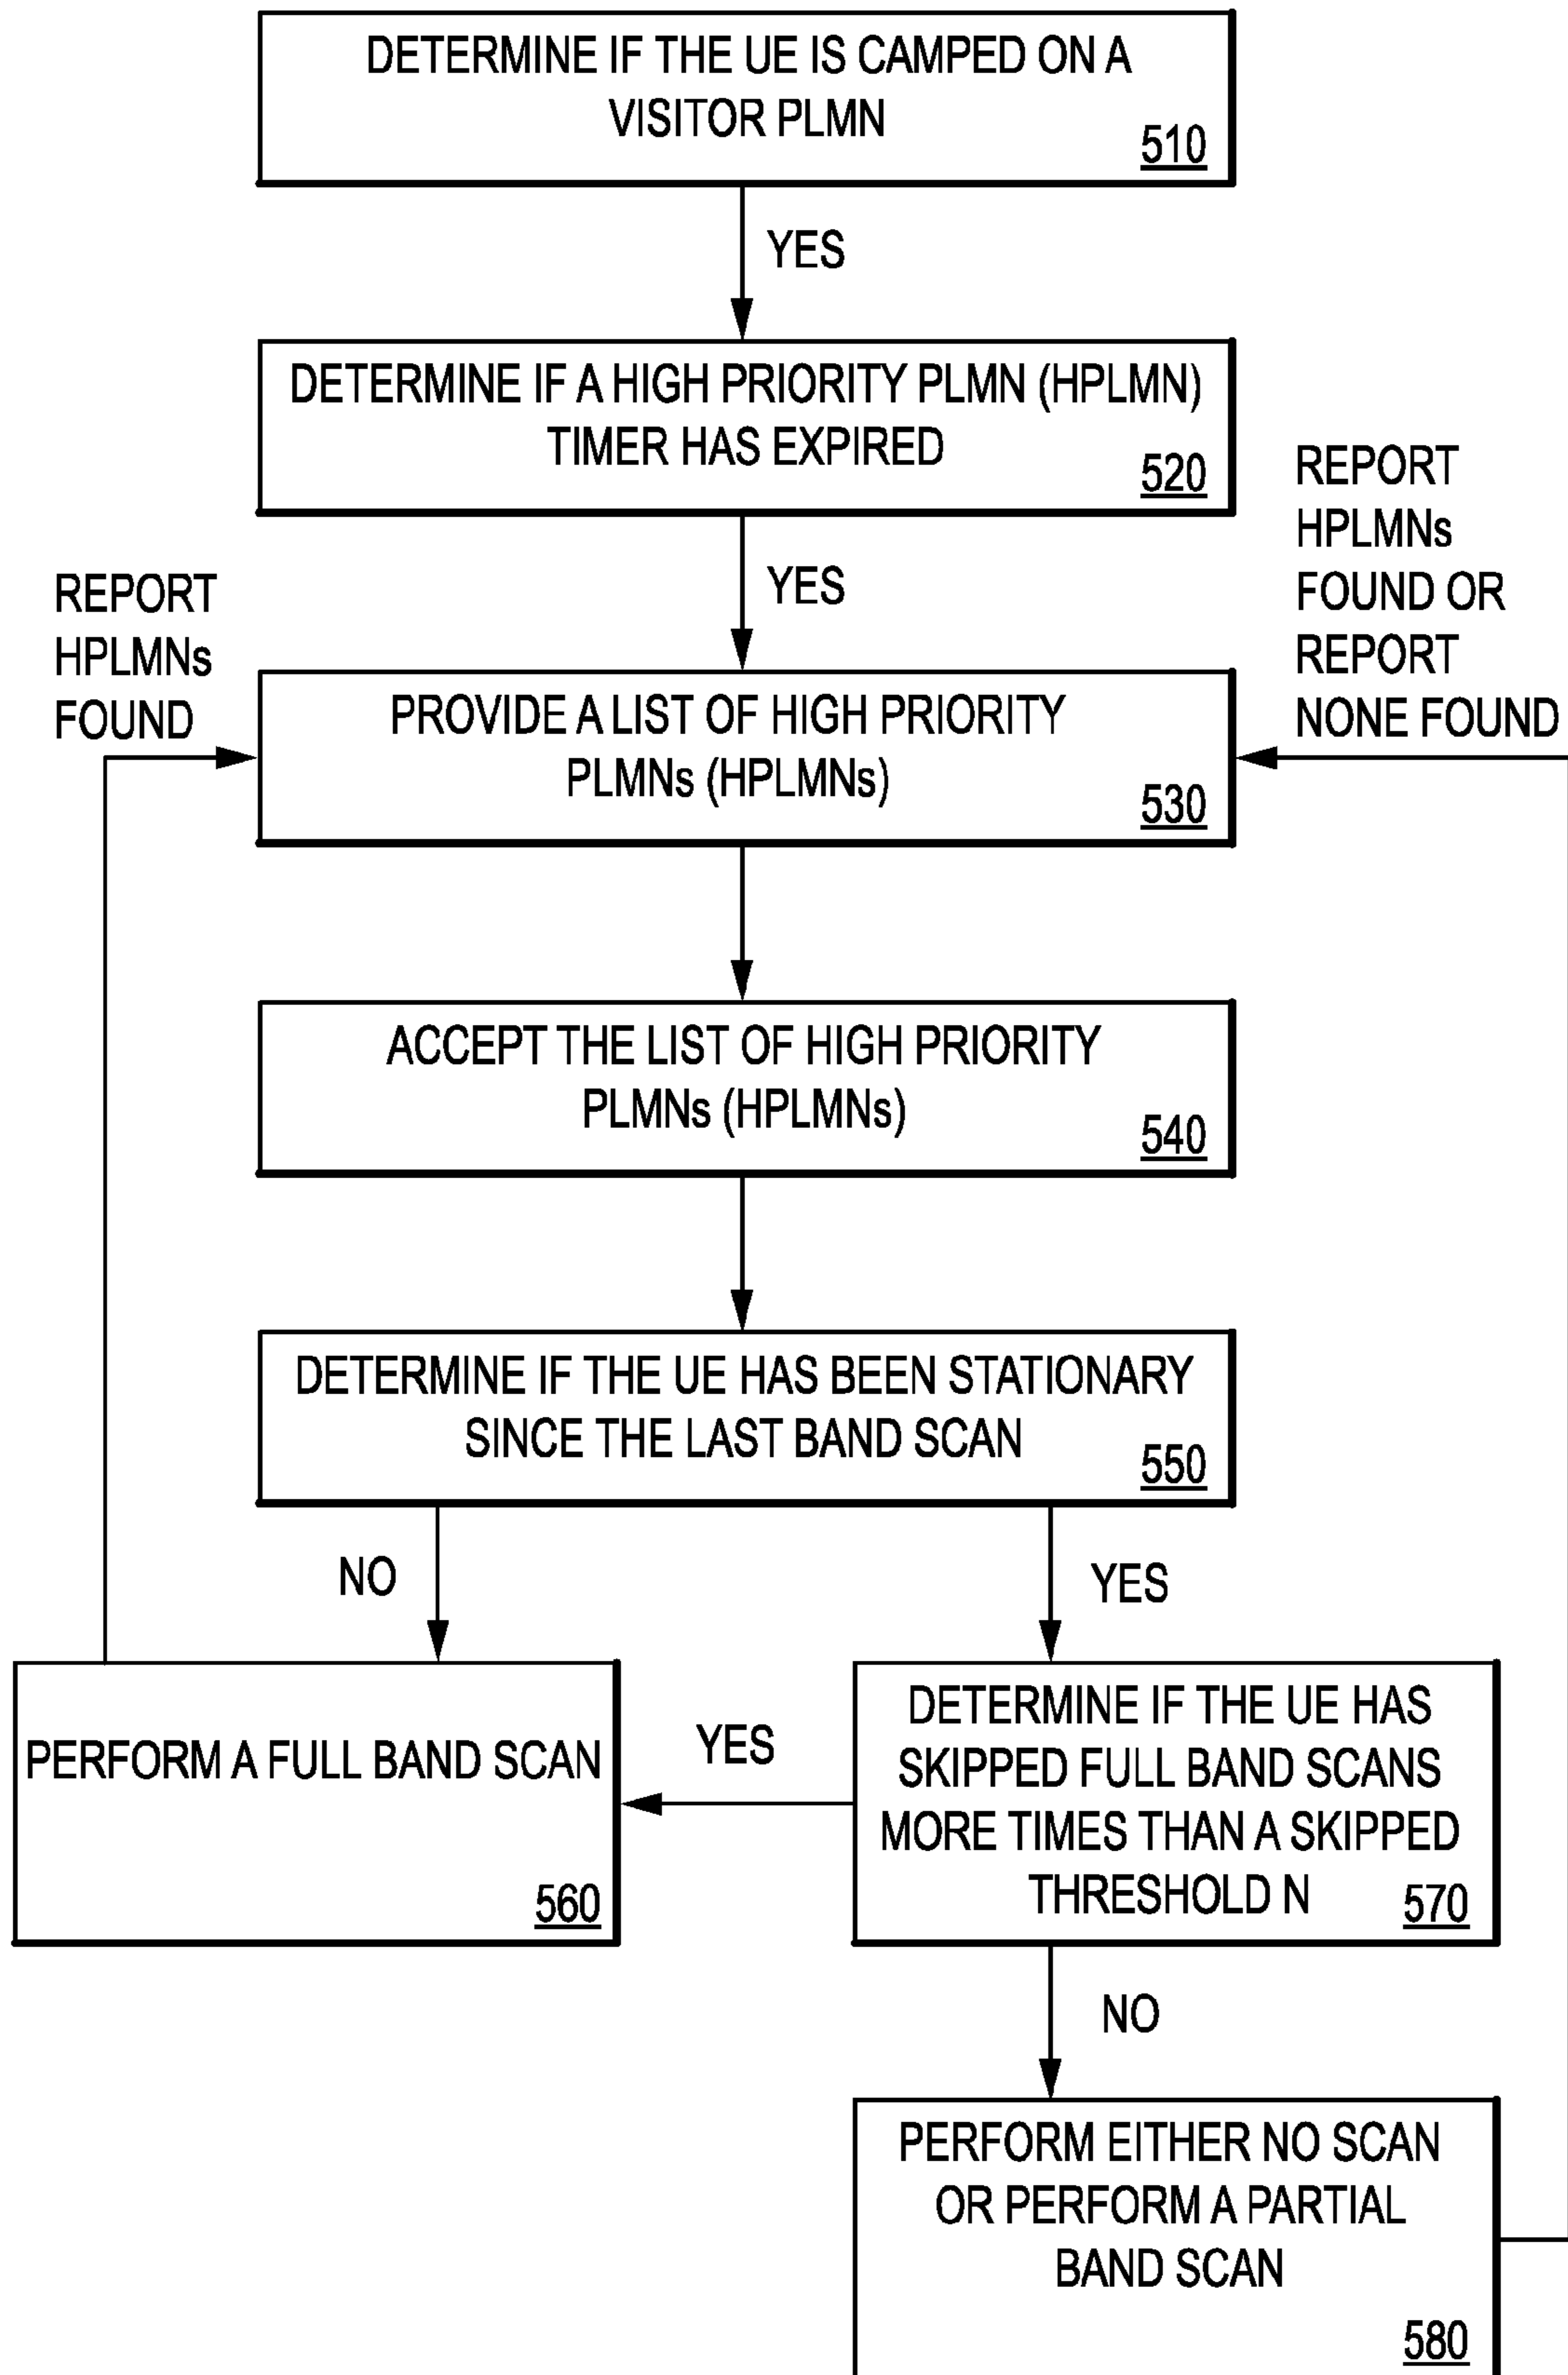 DETERMINE IF THE UE IS CAMPED ON A
VISITOR PLMN
510
YES
DETERMINE IF A HIGH PRIORITY PLMN (HPLMN)
TIMER HAS EXPIRED
520
YES
REPORT
HPLMNs
FOUND
REPORT
HPLMNs
FOUND OR
REPORT
NONE FOUND
PROVIDE A LIST OF HIGH PRIORITY
PLMNs (HPLMNs)
530
ACCEPT THE LIST OF HIGH PRIORITY
PLMNs (HPLMNs)
540
DETERMINE IF THE UE HAS BEEN STATIONARY
SINCE THE LAST BAND SCAN
550
NO
YES
PERFORM A FULL BAND SCAN
560
YES
DETERMINE IF THE UE HAS
SKIPPED FULL BAND SCANS
MORE TIMES THAN A SKIPPED
THRESHOLD N
570
NO
PERFORM EITHER NO SCAN
OR PERFORM A PARTIAL
BAND SCAN
580